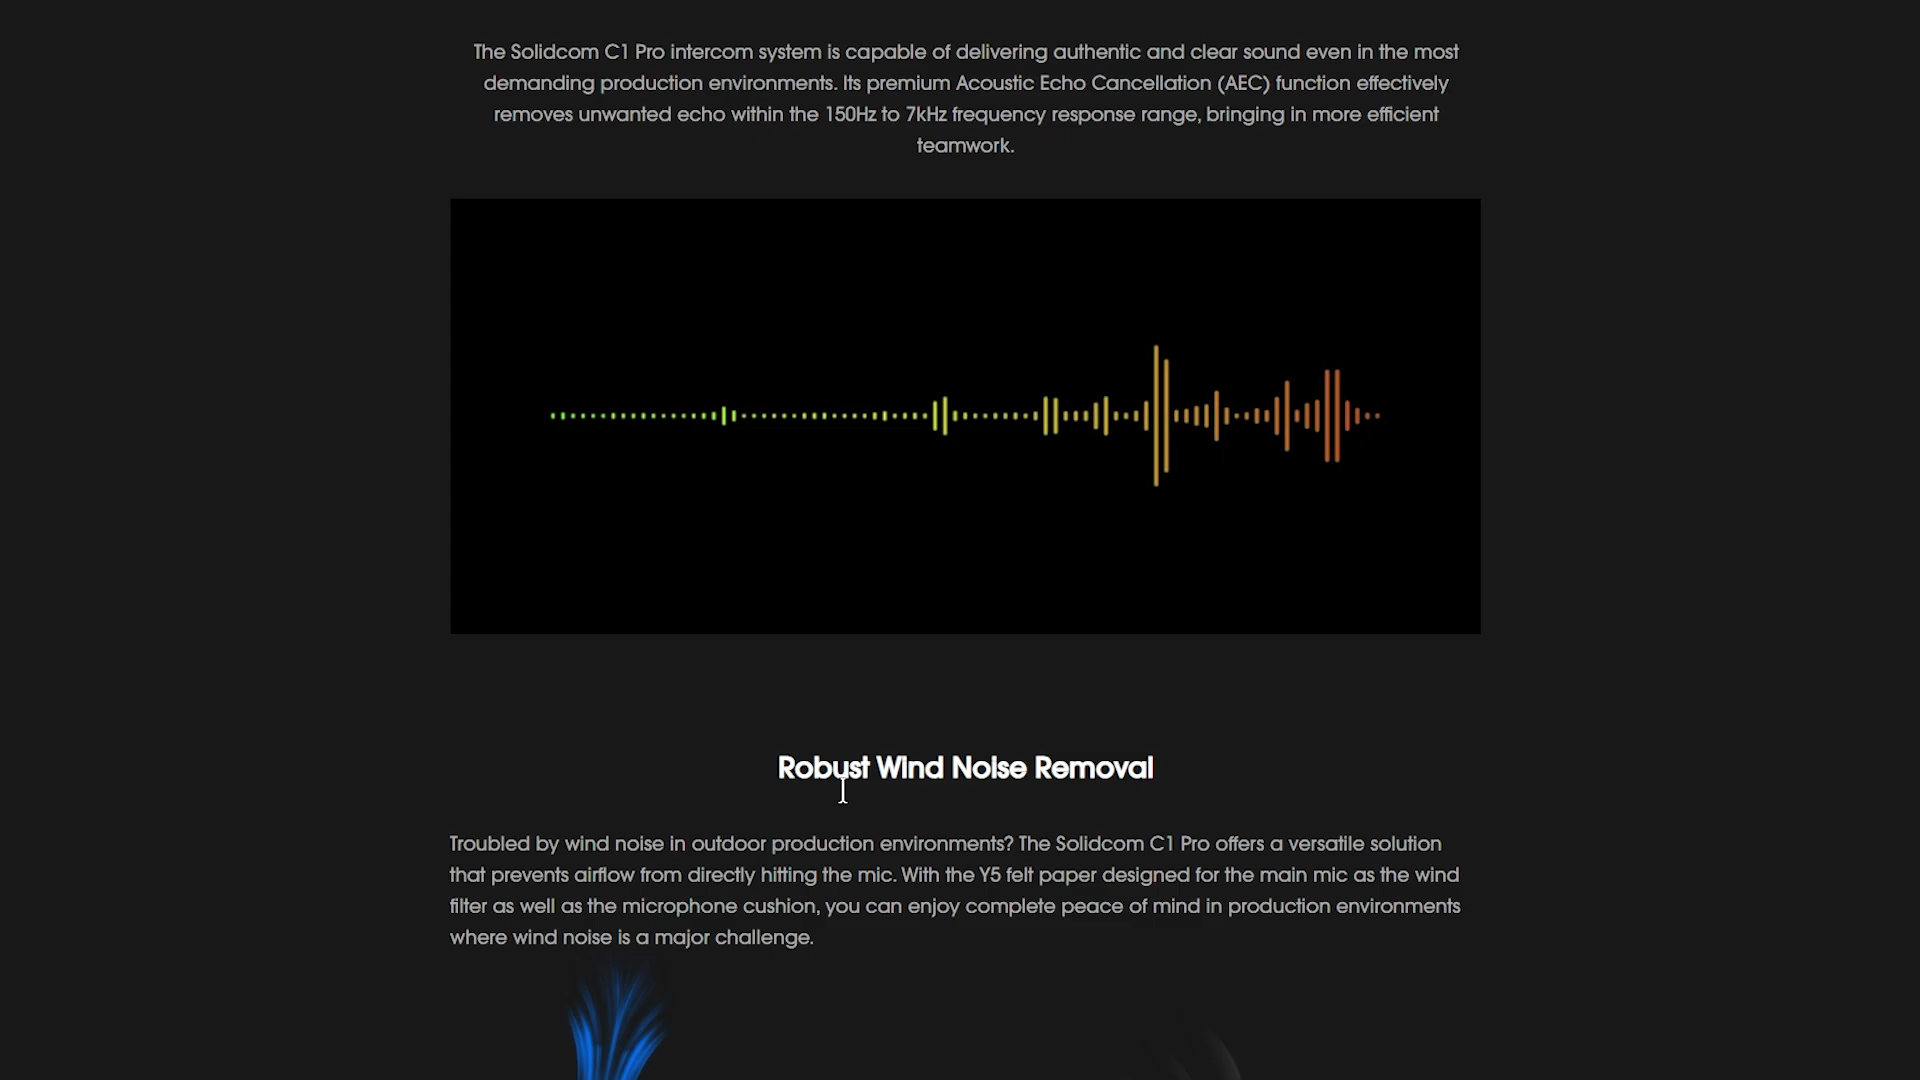 The Solidcom C1 Pro intercom system is capable of delivering authentic and clear sound even in the most
demanding production environments. Its premium Acoustic Echo Cancellation (AEC) function effectively
removes unwanted echo within the 150Hz to 7kHz frequency response range, bringing in more efficient
teamwork.
Robust Wind Noise Removal
Troubled by wind noise in outdoor production environments? The Solidcom C1 Pro offers a versatile solution
that prevents airflow from directly hitting the mic. With the Y5 felt paper designed for the main mic as the wind
filter as well as the microphone cushion, you can enjoy complete peace of mind in production environments
where wind noise is a major challenge.